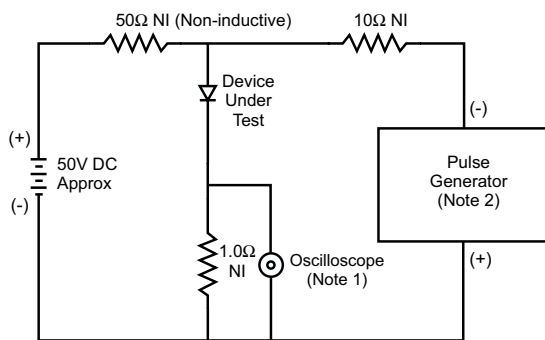 50Ω NI (Non-inductive)
10Ω NI
Device
Under
Test
(+)
50V DC
Approx
(-)
(-)
Pulse
Generator
(Note 2)
(+)
1.0Ω
NI
Oscilloscope
(Note 1)